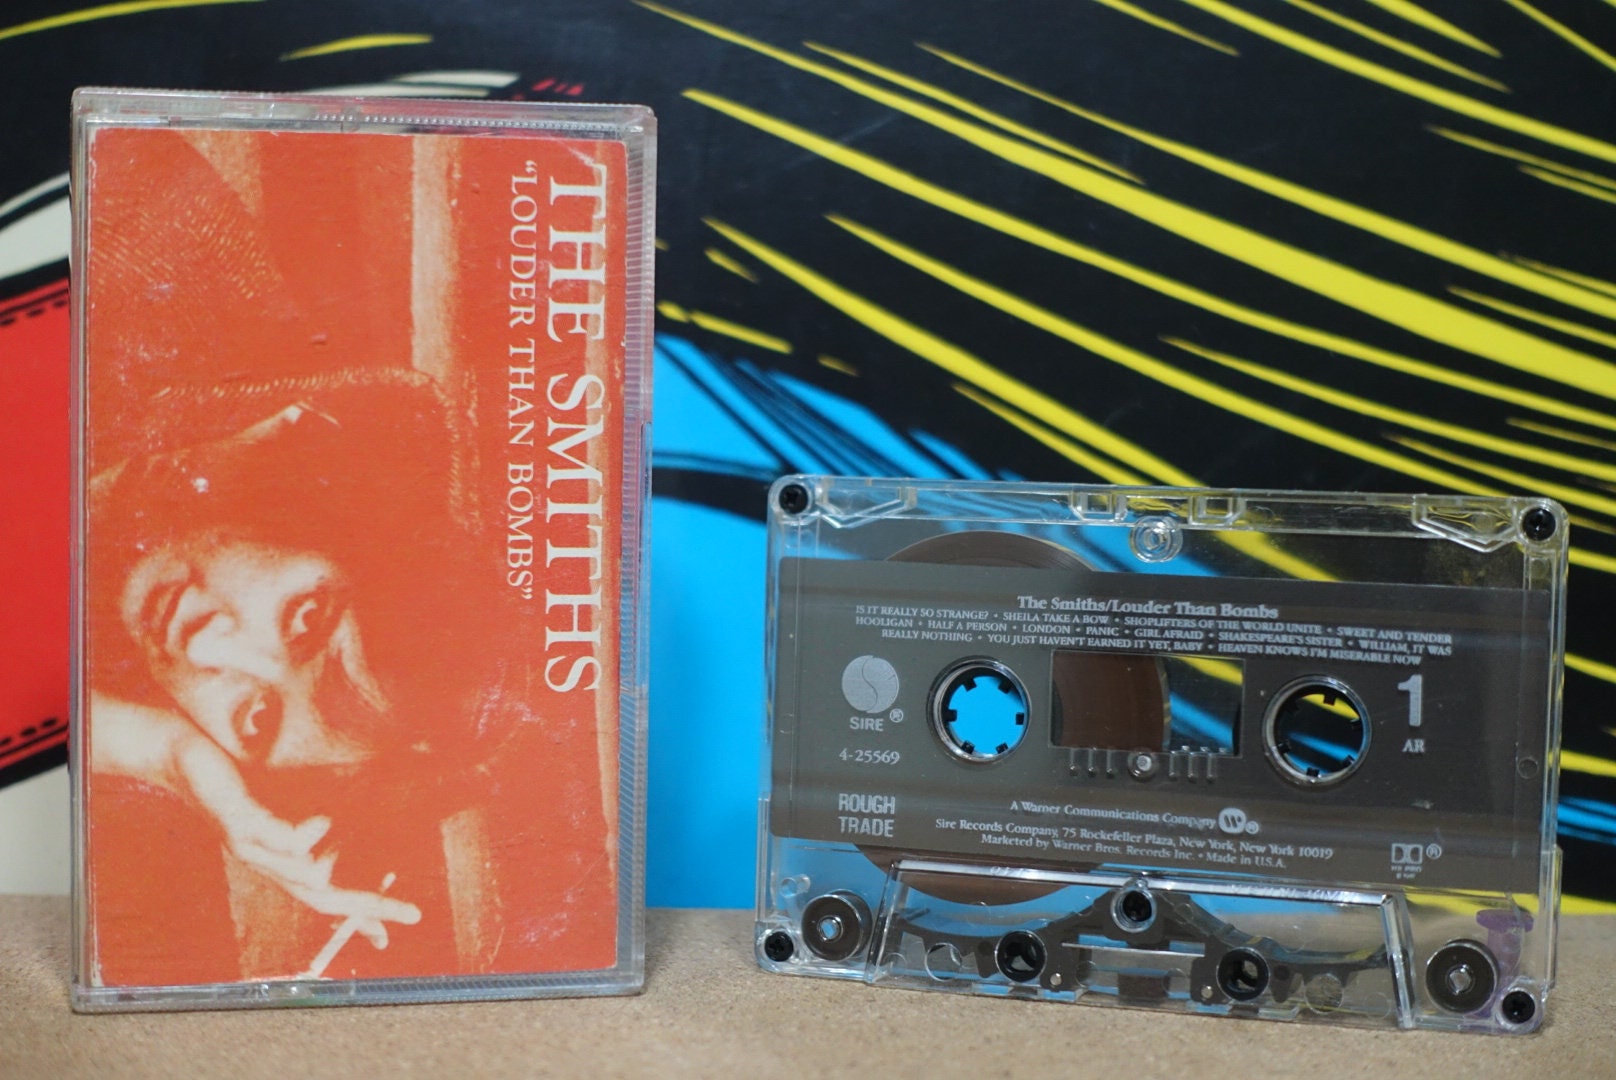 THE SMITHS
“LOUDER THAN BOMBS”
The Smiths/Louder Than Bombs
IS IT REALLY SO STRANGE? • SHEILA TAKE A BOW • SHOPLIFTERS OF THE WORLD UNITE • SWEET AND TENDER
HOOLIGAN • HALF A PERSON • LONDON • PANIC • GIRL AFRAID • SHAKESPEARE'S SISTER • WILLIAM, IT WAS
REALLY NOTHING • YOU JUST HAVEN'T EARNED IT YET, BABY • HEAVEN KNOWS I'M MISERABLE NOW
SIRE ®
4-25569
1
AR
ROUGH
TRADE
A Warner Communications Company W ®
Sire Records Company, 75 Rockefeller Plaza, New York, New York 10019
Marketed by Warner Bros. Records Inc. • Made in U.S.A.
®